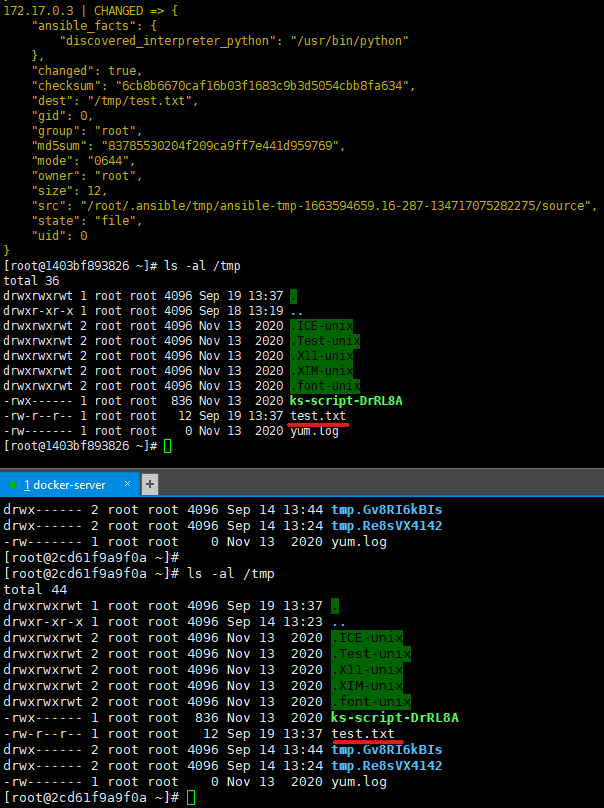 172.17.0.3 | CHANGED => {
    "ansible_facts": {
        "discovered_interpreter_python": "/usr/bin/python"
    },
    "changed": true,
    "checksum": "6cb8b6670caf16b03f1683c9b3d5054cbb8fa634",
    "dest": "/tmp/test.txt",
    "gid": 0,
    "group": "root",
    "md5sum": "83785530204f209ca9ff7e441d959769",
    "mode": "0644",
    "owner": "root",
    "size": 12,
    "src": "/root/.ansible/tmp/ansible-tmp-1663594659.16-287-134717075282275/source",
    "state": "file",
    "uid": 0
}
[root@1403bf893826 ~]# ls -al /tmp
total 36
drwxrwxrwt 1 root root 4096 Sep 19 13:37 .
drwxr-xr-x 1 root root 4096 Sep 18 13:19 ..
drwxrwxrwt 2 root root 4096 Nov 13  2020 .ICE-unix
drwxrwxrwt 2 root root 4096 Nov 13  2020 .Test-unix
drwxrwxrwt 2 root root 4096 Nov 13  2020 .X11-unix
drwxrwxrwt 2 root root 4096 Nov 13  2020 .XIM-unix
drwxrwxrwt 2 root root 4096 Nov 13  2020 .font-unix
-rwx------ 1 root root  836 Nov 13  2020 ks-script-DrRL8A
-rw-r--r-- 1 root root   12 Sep 19 13:37 test.txt
-rw------- 1 root root    0 Nov 13  2020 yum.log
[root@1403bf893826 ~]#
1 docker-server × +
drwx------ 2 root root 4096 Sep 14 13:44 tmp.Gv8RI6kBIs
drwx------ 2 root root 4096 Sep 14 13:24 tmp.Re8sVX4142
-rw------- 1 root root    0 Nov 13  2020 yum.log
[root@2cd61f9a9f0a ~]#
[root@2cd61f9a9f0a ~]# ls -al /tmp
total 44
drwxrwxrwt 1 root root 4096 Sep 19 13:37 .
drwxr-xr-x 1 root root 4096 Sep 14 13:23 ..
drwxrwxrwt 2 root root 4096 Nov 13  2020 .ICE-unix
drwxrwxrwt 2 root root 4096 Nov 13  2020 .Test-unix
drwxrwxrwt 2 root root 4096 Nov 13  2020 .X11-unix
drwxrwxrwt 2 root root 4096 Nov 13  2020 .XIM-unix
drwxrwxrwt 2 root root 4096 Nov 13  2020 .font-unix
-rwx------ 1 root root  836 Nov 13  2020 ks-script-DrRL8A
-rw-r--r-- 1 root root   12 Sep 19 13:37 test.txt
drwx------ 2 root root 4096 Sep 14 13:44 tmp.Gv8RI6kBIs
drwx------ 2 root root 4096 Sep 14 13:24 tmp.Re8sVX4142
-rw------- 1 root root    0 Nov 13  2020 yum.log
[root@2cd61f9a9f0a ~]#